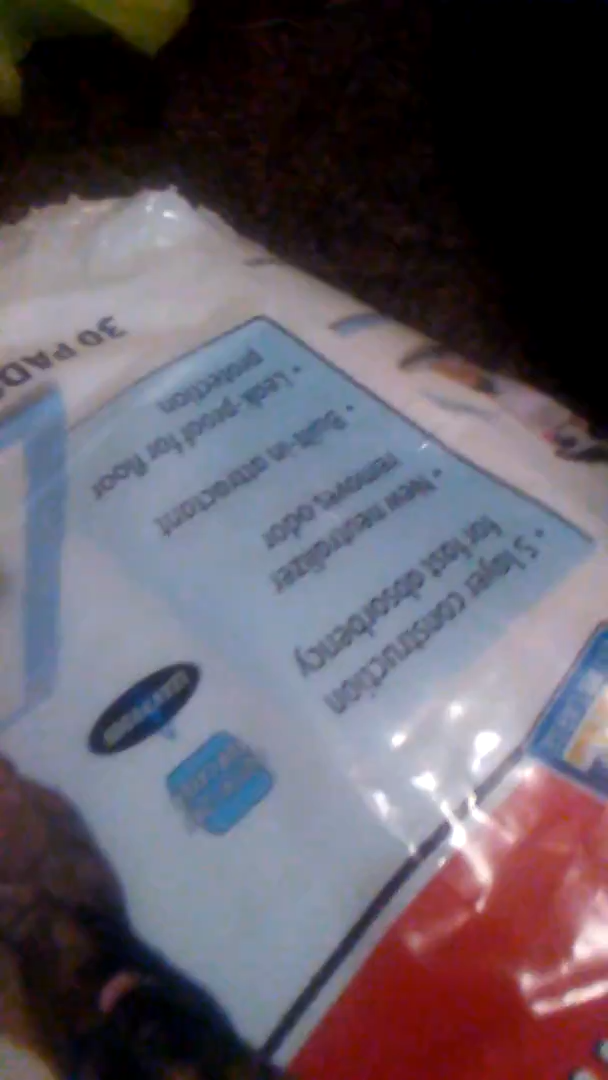 30 PADS
• 5 layer construction
for fast absorbency
• New neutralizer
removes odor
• Built-in attractant
• Leak-proof for floor
protection